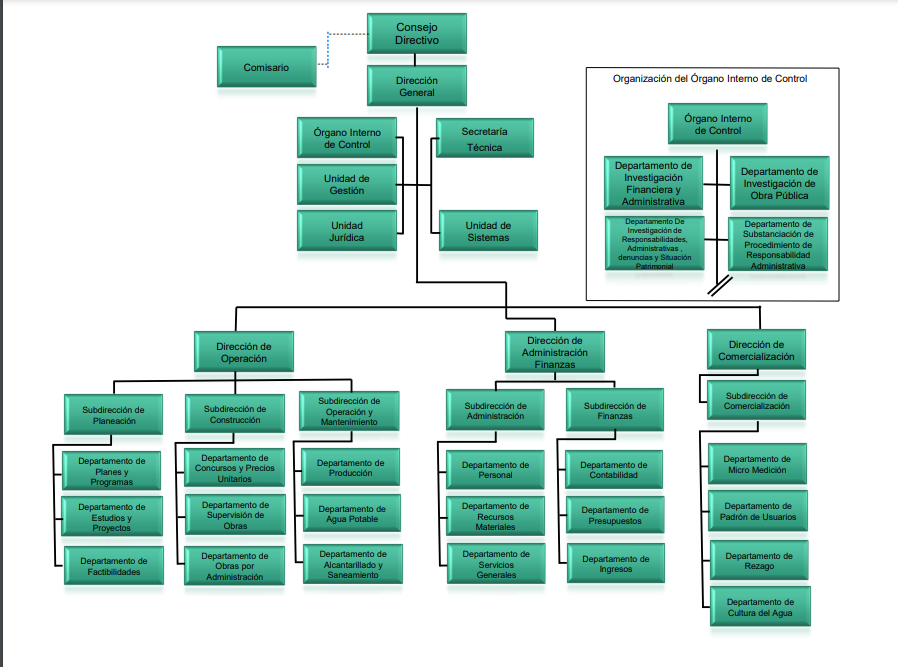 Consejo
Directivo
Comisario
Dirección
General
Órgano Interno
de Control
Secretaría
Técnica
Unidad de
Gestión
Unidad
Jurídica
Unidad de
Sistemas
Organización del Órgano Interno de Control
Órgano Interno
de Control
Departamento de
Investigación
Financiera y
Administrativa
Departamento de
Investigación de
Obra Pública
Departamento De
Investigación de
Responsabilidades,
Administrativas ,
denuncias y Situación
Patrimonial
Departamento de
Substanciación de
Procedimiento de
Responsabilidad
Administrativa
Dirección de
Operación
Dirección de
Administración
Finanzas
Dirección de
Comercialización
Subdirección de
Planeación
Subdirección de
Construcción
Subdirección de
Operación y
Mantenimiento
Subdirección de
Administración
Subdirección de
Finanzas
Subdirección de
Comercialización
Departamento de
Planes y
Programas
Departamento de
Estudios y
Proyectos
Departamento de
Factibilidades
Departamento de
Concursos y Precios
Unitarios
Departamento de
Supervisión de
Obras
Departamento de
Obras por
Administración
Departamento de
Producción
Departamento de
Agua Potable
Departamento de
Alcantarillado y
Saneamiento
Departamento de
Personal
Departamento de
Recursos
Materiales
Departamento de
Servicios
Generales
Departamento de
Contabilidad
Departamento de
Presupuestos
Departamento de
Ingresos
Departamento de
Micro Medición
Departamento de
Padrón de Usuarios
Departamento de
Rezago
Departamento de
Cultura del Agua